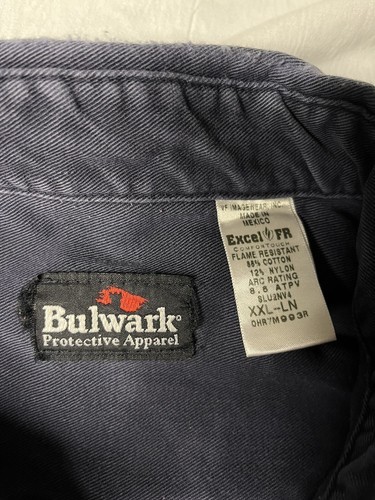 VF IMAGEWEAR, INC.
MADE IN
MEXICO
Excel FR
COMFORTOUCH
FLAME RESISTANT
88% COTTON
12% NYLON
ARC RATING
8.6 ATPV
SLU2NV4
XXL-LN
OHR7M993R
Bulwark®
Protective Apparel